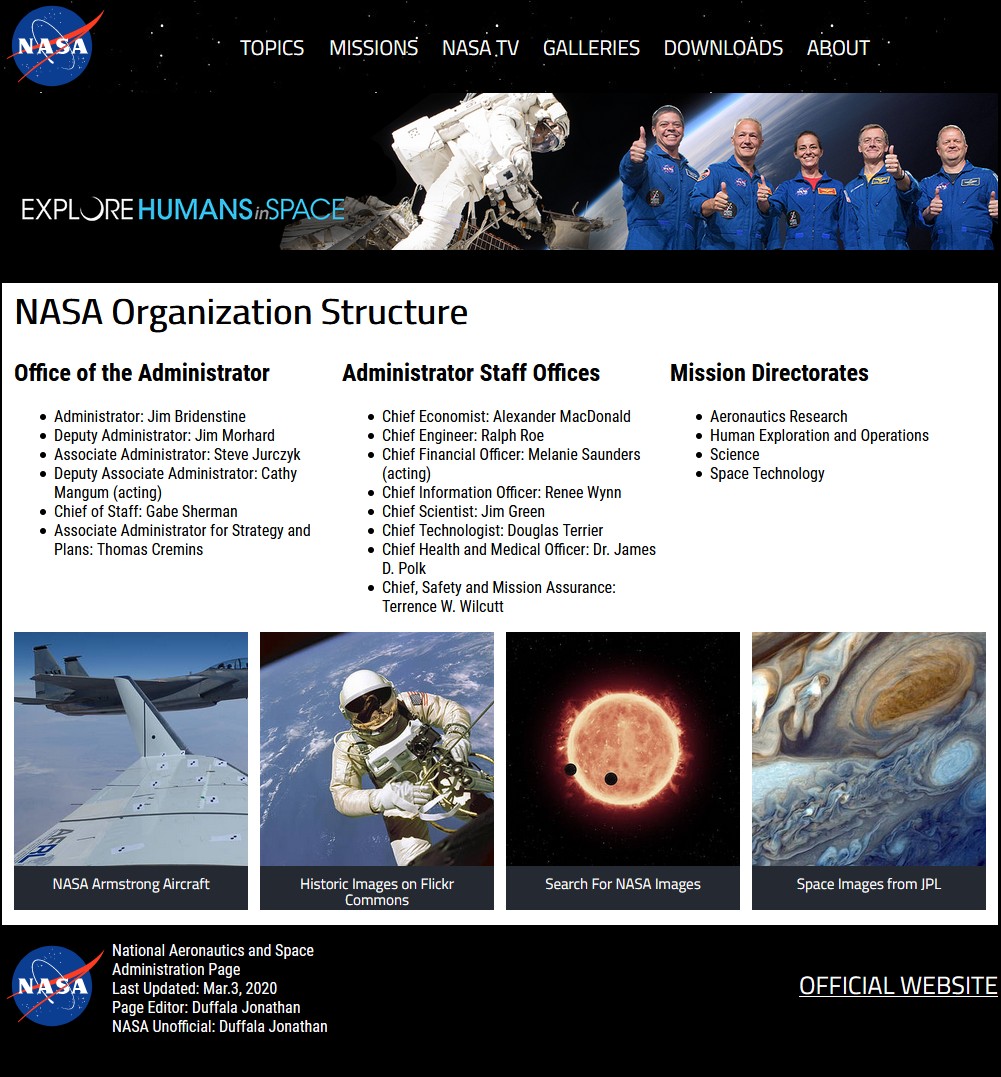 NASA
TOPICS MISSIONS NASA TV GALLERIES DOWNLOADS ABOUT
EXPLORE HUMANS in SPACE
NASA Organization Structure
Office of the Administrator
Administrator: Jim Bridenstine
Deputy Administrator: Jim Morhard
Associate Administrator: Steve Jurczyk
Deputy Associate Administrator: Cathy
Mangum (acting)
Chief of Staff: Gabe Sherman
Associate Administrator for Strategy and
Plans: Thomas Cremins
Administrator Staff Offices
Chief Economist: Alexander MacDonald
Chief Engineer: Ralph Roe
Chief Financial Officer: Melanie Saunders
(acting)
Chief Information Officer: Renee Wynn
Chief Scientist: Jim Green
Chief Technologist: Douglas Terrier
Chief Health and Medical Officer: Dr. James
D. Polk
Chief, Safety and Mission Assurance:
Terrence W. Wilcutt
Mission Directorates
Aeronautics Research
Human Exploration and Operations
Science
Space Technology
AFRL
NASA Armstrong Aircraft
Historic Images on Flickr
Commons
Search For NASA Images
Space Images from JPL
NASA
National Aeronautics and Space
Administration Page
Last Updated: Mar.3, 2020
Page Editor: Duffala Jonathan
NASA Unofficial: Duffala Jonathan
OFFICIAL WEBSITE